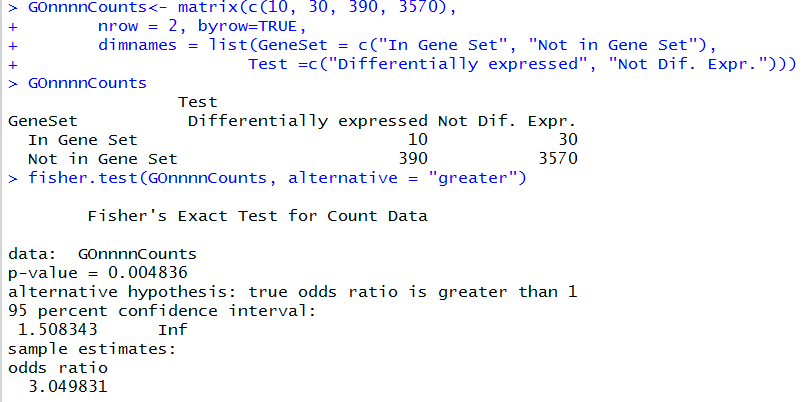 > GOnnnnCounts<- matrix(c(10, 30, 390, 3570),
+        nrow = 2, byrow=TRUE,
+        dimnames = list(GeneSet = c("In Gene Set", "Not in Gene Set"),
+                        Test =c("Differentially expressed", "Not Dif. Expr.")))
> GOnnnnCounts
                 Test
GeneSet           Differentially expressed Not Dif. Expr.
  In Gene Set                           10             30
  Not in Gene Set                      390           3570
> fisher.test(GOnnnnCounts, alternative = "greater")
        Fisher's Exact Test for Count Data
data:  GOnnnnCounts
p-value = 0.004836
alternative hypothesis: true odds ratio is greater than 1
95 percent confidence interval:
 1.508343      Inf
sample estimates:
odds ratio
  3.049831